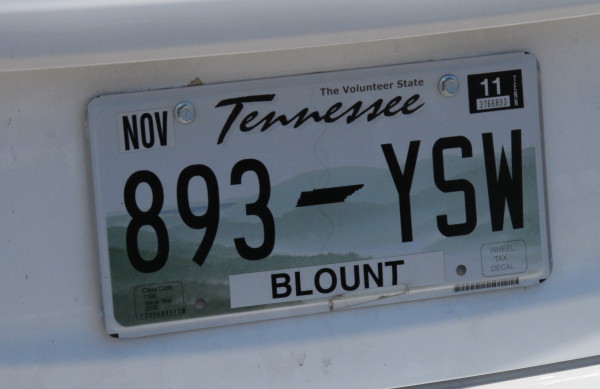 The Volunteer State
NOV
Tennessee
11
893 YSW
WHEEL
TAX
DECAL
BLOUNT